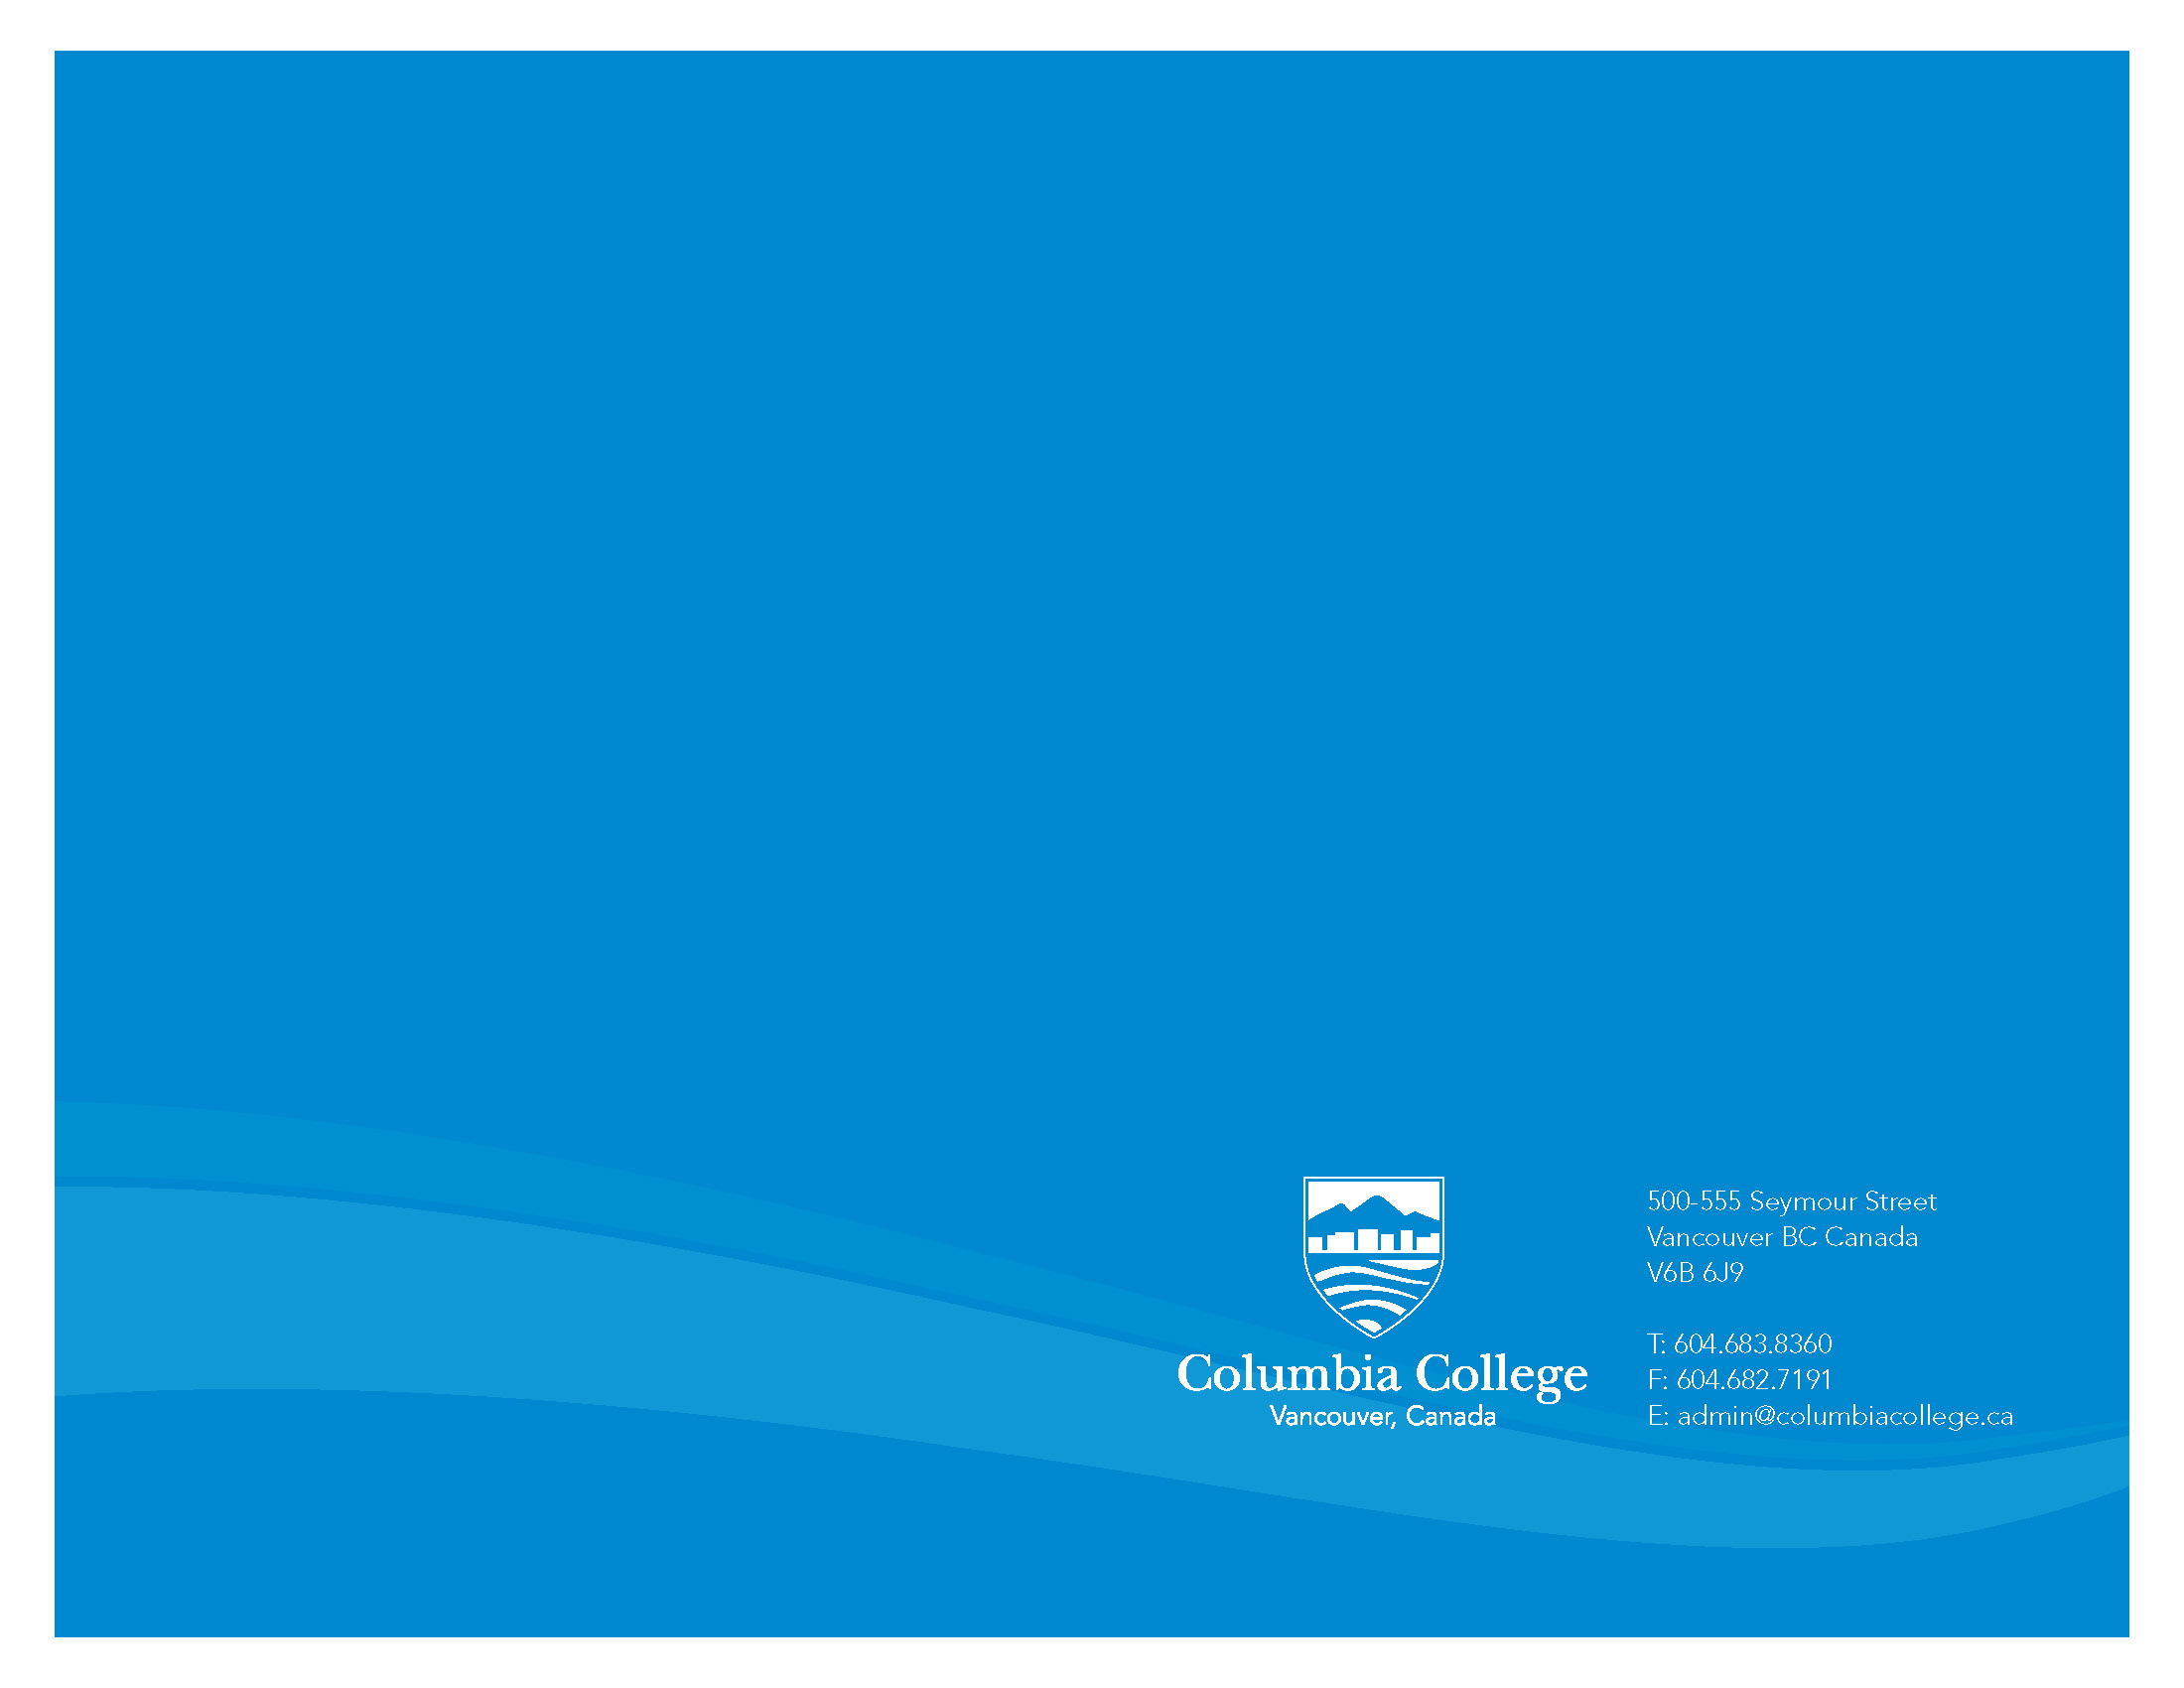 Columbia College
Vancouver, Canada
500-555 Seymour Street
Vancouver BC Canada
V6B 6J9
T: 604.683.8360
F: 604.682.7191
E: admin@columbiacollege.ca